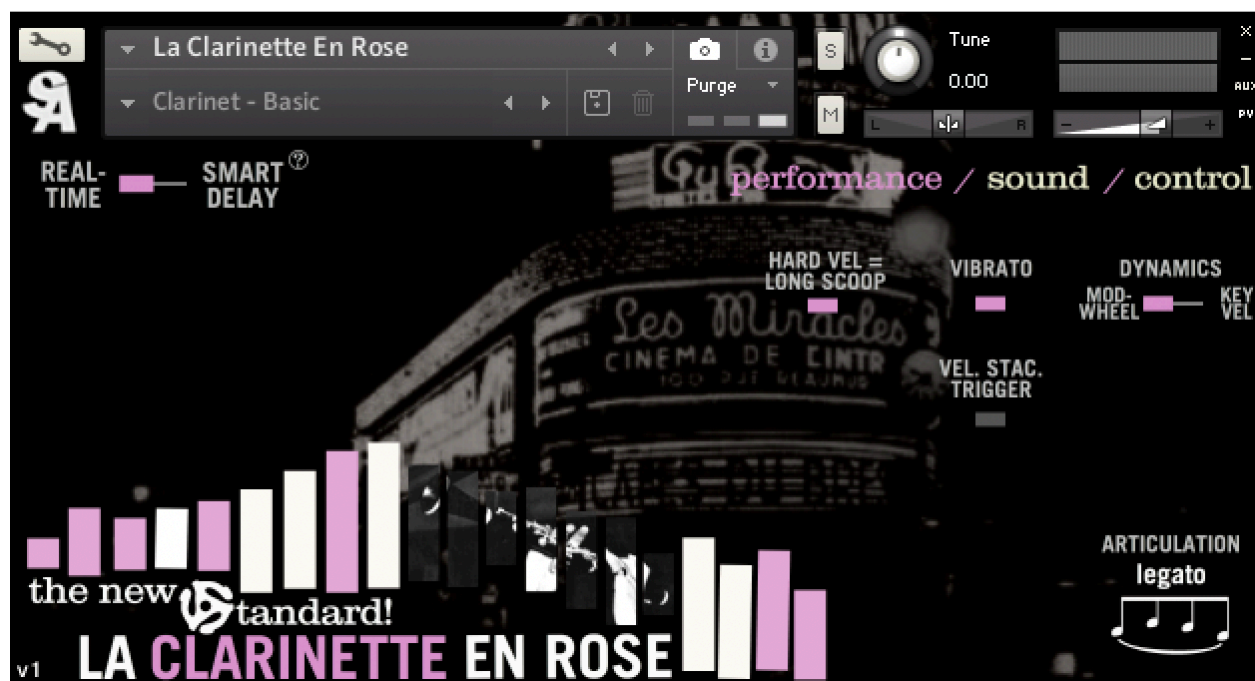 La Clarinette En Rose
Clarinet - Basic
Purge
S
M
Tune
0.00
L
R
AUX
PV
REAL-
TIME
SMART
DELAY
?
performance / sound / control
HARD VEL =
LONG SCOOP
VIBRATO
DYNAMICS
MOD-
WHEEL
KEY
VEL
Les Miracles
CINEMA DE
VEL. STAC.
TRIGGER
ARTICULATION
legato
the new
Standard!
LA CLARINETTE EN ROSE
v1